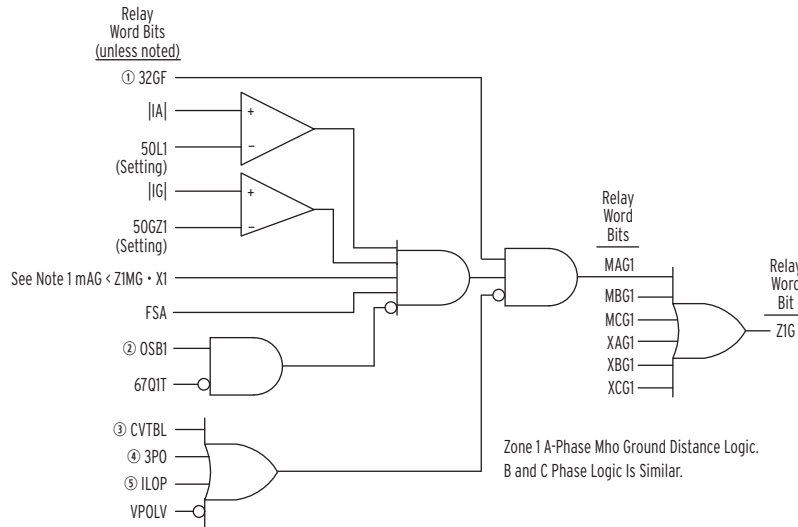 Relay
Word Bits
(unless noted)
① 32GF
|IA|
50L1
(Setting)
|IG|
50GZ1
(Setting)
See Note 1 mAG < Z1MG • X1
FSA
② OSB1
67Q1T
③ CVTBL
④ 3PO
⑤ ILOP
VPOLV
+
−
+
−
Relay
Word
Bits
MAG1
MBG1
MCG1
XAG1
XBG1
XCG1
Relay
Word
Bit
Z1G
Zone 1 A-Phase Mho Ground Distance Logic.
B and C Phase Logic Is Similar.